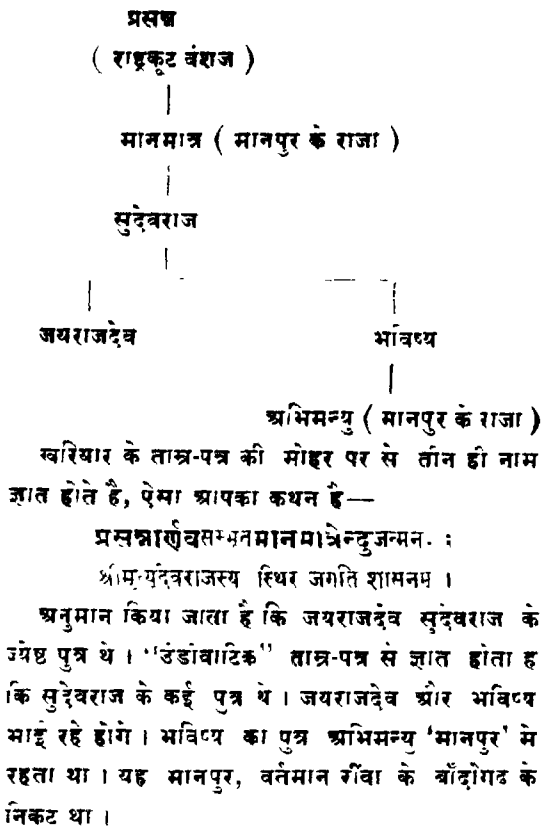 प्रसन्न
( राष्ट्रकूट वंशज )
मानमात्र ( मानपुर के राजा )
सुदेवराज
जयराजदेव भविष्य
अभिमन्यु ( मानपुर के राजा )
खरियार के ताम्र-पत्र की मोहर पर से तीन ही नाम
ज्ञात होते है, ऐसा आपका कथन है—
प्रसन्नार्णवसम्भूतमानमात्रेन्दुजन्मनः ।
श्रीमत्सुदेवराजस्य स्थिर जगति शासनम ।
अनुमान किया जाता है कि जयराजदेव सुदेवराज के
ज्येष्ठ पुत्र थे । "उंडोवाटिक" ताम्र-पत्र से ज्ञात होता ह
कि सुदेवराज के कई पुत्र थे । जयराजदेव और भविष्य
भाई रहे होगे । भविष्य का पुत्र अभिमन्यु 'मानपुर' मे
रहता था । यह मानपुर, वर्तमान रींवा के बाँदोगढ के
निकट था ।